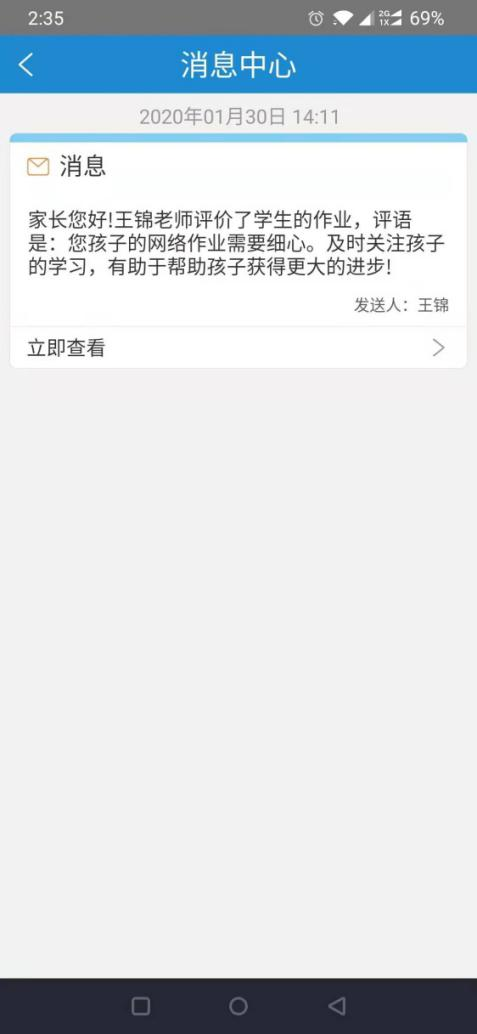 2:35
2G
1X
69%
消息中心
2020年01月30日 14:11
消息
家长您好!王锦老师评价了学生的作业，评语
是：您孩子的网络作业需要细心。及时关注孩子
的学习，有助于帮助孩子获得更大的进步!
发送人：王锦
立即查看